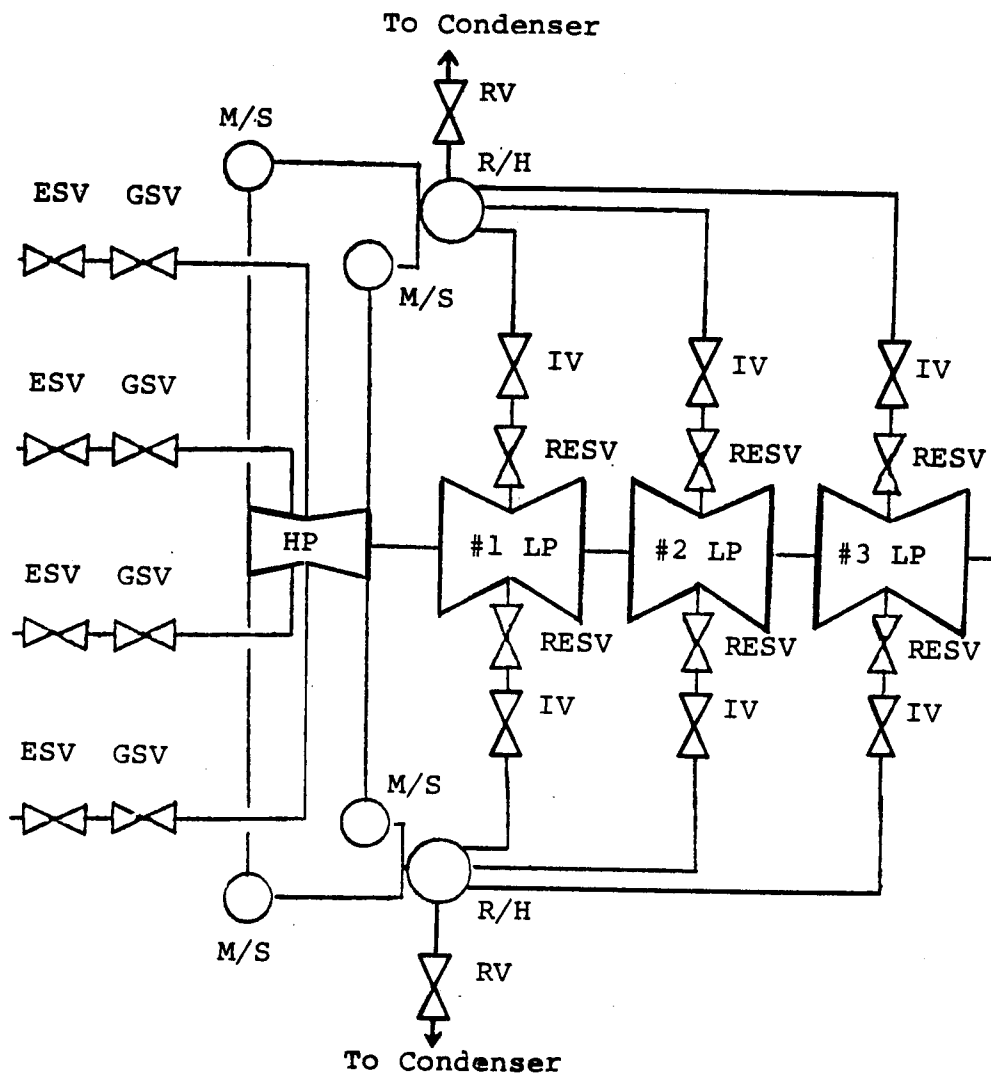 To Condenser
RV
M/S
R/H
ESV GSV
M/S
IV IV IV
ESV GSV
RESV RESV RESV
HP #1 LP #2 LP #3 LP
ESV GSV
RESV RESV RESV
IV IV IV
ESV GSV
M/S
R/H
M/S
RV
To Condenser